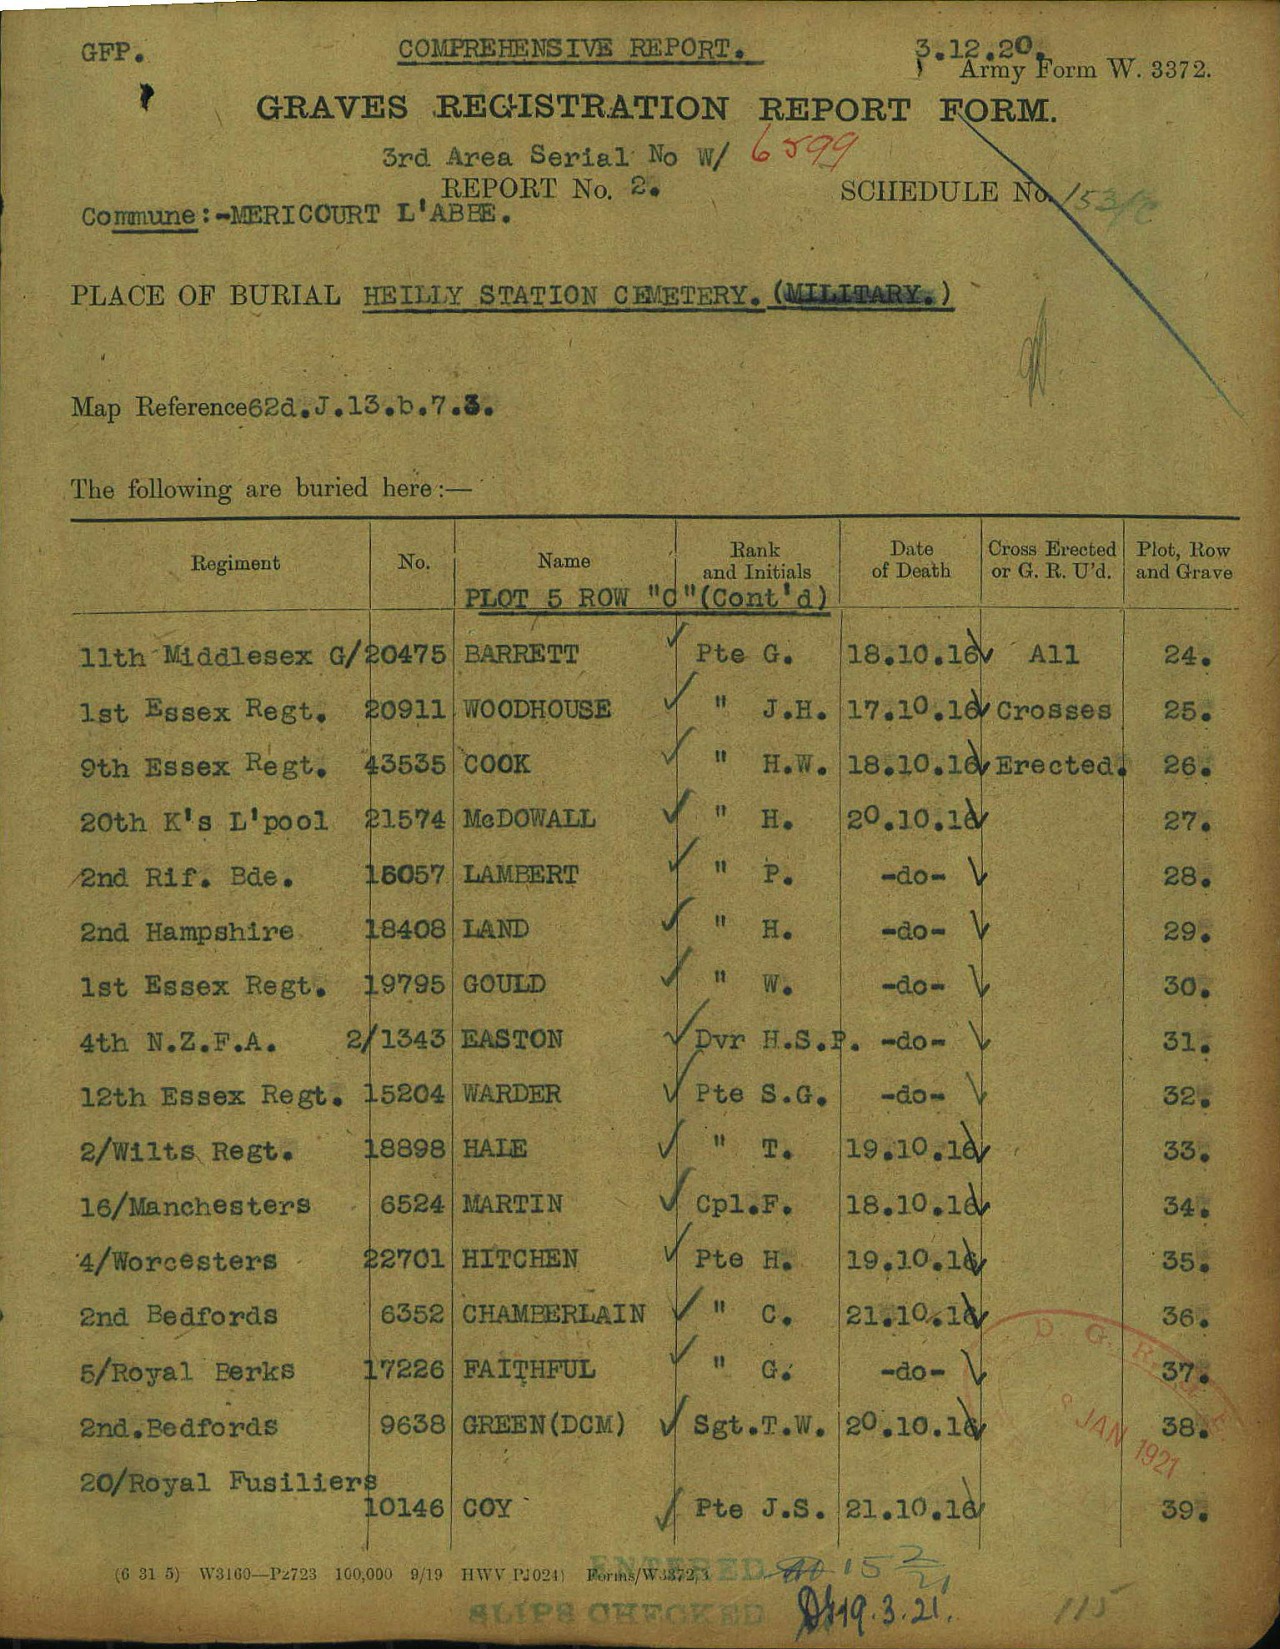 GFP.
COMPREHENSIVE REPORT.
3.12.20.
Army Form W. 3372.
GRAVES REGISTRATION REPORT FORM.
3rd Area Serial No W/ 6599
REPORT No. 2.
SCHEDULE No. 153/
Commune:-MERICOURT L'ABBE.
PLACE OF BURIAL HEILLY STATION CEMETERY. (MILITARY.)
Map Reference 62d.J.13.b.7.3.
The following are buried here:—
Regiment No. Name Rank and Initials Date of Death Cross Erected or G. R. U'd. Plot, Row and Grave
PLOT 5 ROW "C"(Cont'd)
11th Middlesex G/20475 BARRETT Pte G. 18.10.16 All 24.
1st Essex Regt. 20911 WOODHOUSE " J.H. 17.10.16 Crosses 25.
9th Essex Regt. 43535 COOK " H.W. 18.10.16 Erected. 26.
20th K's L'pool 21574 McDOWALL " H. 20.10.16 27.
2nd Rif. Bde. 16057 LAMBERT " P. -do- 28.
2nd Hampshire 18408 LAND " H. -do- 29.
1st Essex Regt. 19795 GOULD " W. -do- 30.
4th N.Z.F.A. 2/1343 EASTON Dvr H.S.P. -do- 31.
12th Essex Regt. 15204 WARDER Pte S.G. -do- 32.
2/Wilts Regt. 18898 HALE " T. 19.10.16 33.
16/Manchesters 6524 MARTIN Cpl.F. 18.10.16 34.
4/Worcesters 22701 HITCHEN Pte H. 19.10.16 35.
2nd Bedfords 6352 CHAMBERLAIN " C. 21.10.16 36.
5/Royal Berks 17226 FAITHFUL " G. -do- 37.
2nd.Bedfords 9638 GREEN(DCM) Sgt.T.W. 20.10.16 38.
20/Royal Fusiliers
10146 COY Pte J.S. 21.10.16 39.
D. G. R. & E.
JAN 1921
(6 31 5) W3160—P2723 100,000 9/19 HWV P(1024) Forms/W3372/3
ENTERED 15 2/21
SLIPS CHECKED 19.3.21.
115